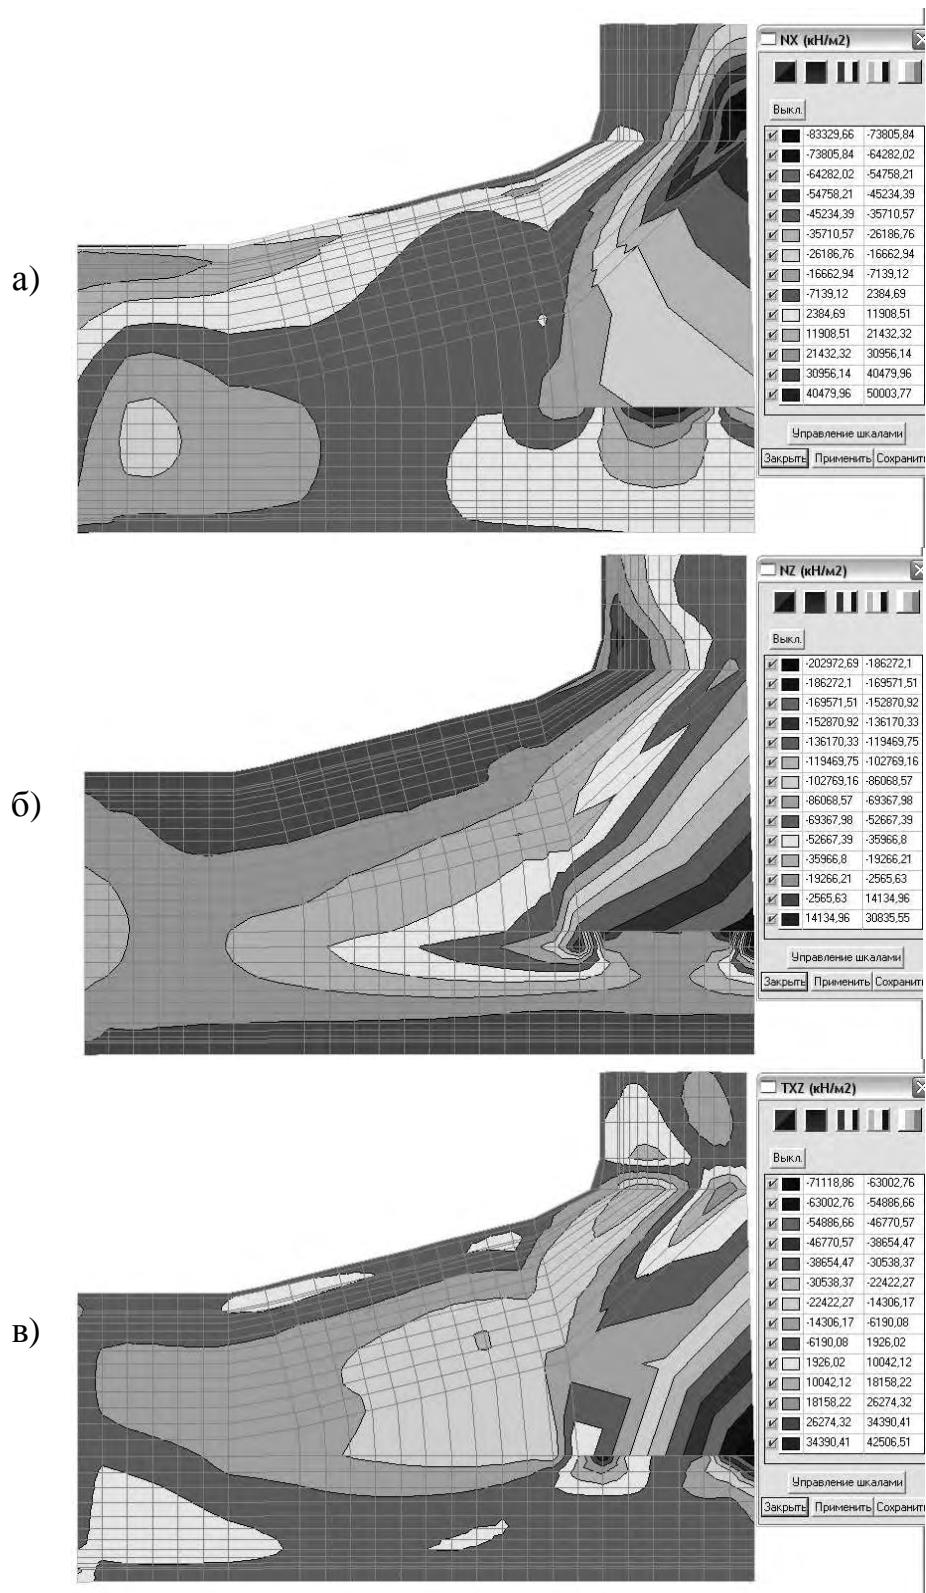 а)
NX (кН/м2)
Выкл.
-83329,66 -73805,84
-73805,84 -64282,02
-64282,02 -54758,21
-54758,21 -45234,39
-45234,39 -35710,57
-35710,57 -26186,76
-26186,76 -16662,94
-16662,94 -7139,12
-7139,12 2384,69
2384,69 11908,51
11908,51 21432,32
21432,32 30956,14
30956,14 40479,96
40479,96 50003,77
Управление шкалами
Закрыть Применить Сохранить
б)
NZ (кН/м2)
Выкл.
-202972,69 -186272,1
-186272,1 -169571,51
-169571,51 -152870,92
-152870,92 -136170,33
-136170,33 -119469,75
-119469,75 -102769,16
-102769,16 -86068,57
-86068,57 -69367,98
-69367,98 -52667,39
-52667,39 -35966,8
-35966,8 -19266,21
-19266,21 -2565,63
-2565,63 14134,96
14134,96 30835,55
Управление шкалами
Закрыть Применить Сохранить
в)
TXZ (кН/м2)
Выкл.
-71118,86 -63002,76
-63002,76 -54886,66
-54886,66 -46770,57
-46770,57 -38654,47
-38654,47 -30538,37
-30538,37 -22422,27
-22422,27 -14306,17
-14306,17 -6190,08
-6190,08 1926,02
1926,02 10042,12
10042,12 18158,22
18158,22 26274,32
26274,32 34390,41
34390,41 42506,51
Управление шкалами
Закрыть Применить Сохранить